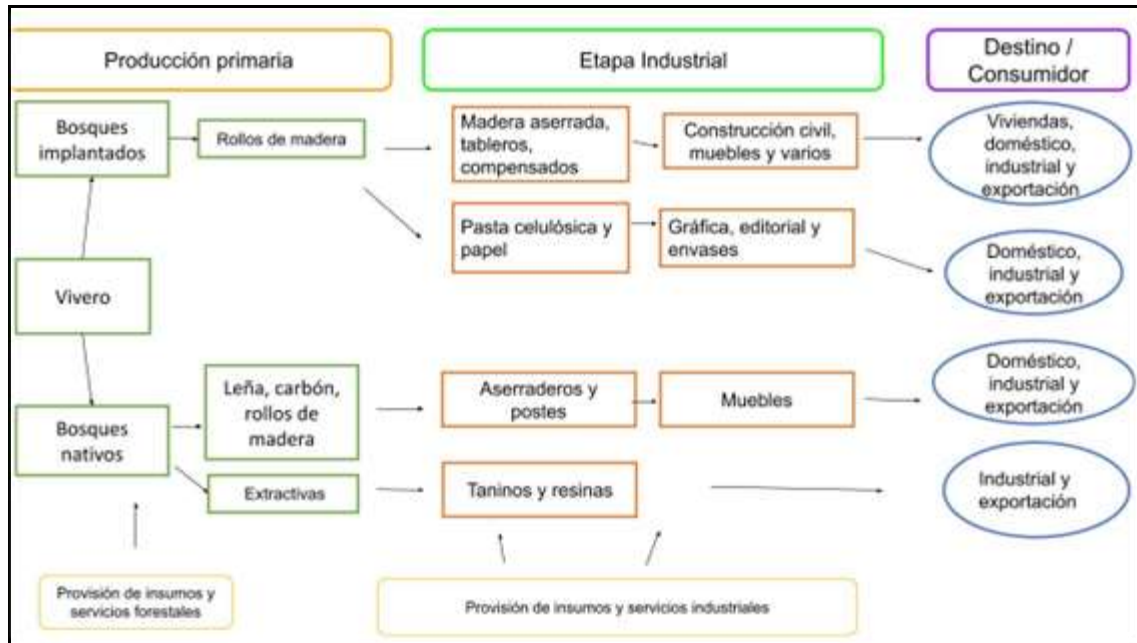 Producción primaria
Etapa Industrial
Destino /
Consumidor
Bosques
implantados
Rollos de madera
Madera aserrada,
tableros,
compensados
Construcción civil,
muebles y varios
Viviendas,
doméstico,
industrial y
exportación
Pasta celulósica y
papel
Gráfica, editorial y
envases
Doméstico,
industrial y
exportación
Vivero
Bosques
nativos
Leña, carbón,
rollos de
madera
Aserraderos y
postes
Muebles
Doméstico,
industrial y
exportación
Extractivas
Taninos y resinas
Industrial y
exportación
Provisión de insumos y
servicios forestales
Provisión de insumos y servicios industriales